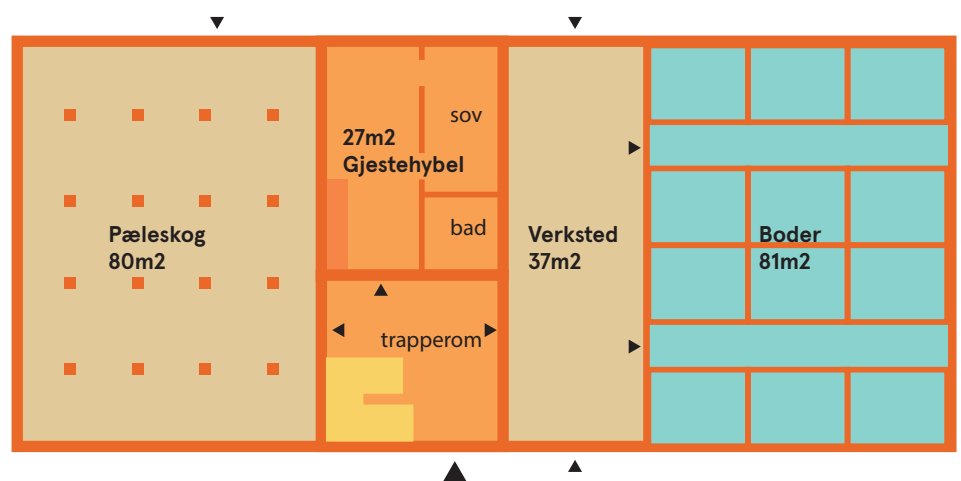 Pæleskog
80m2
27m2
Gjestehybel
sov
bad
trapperom
Verksted
37m2
Boder
81m2